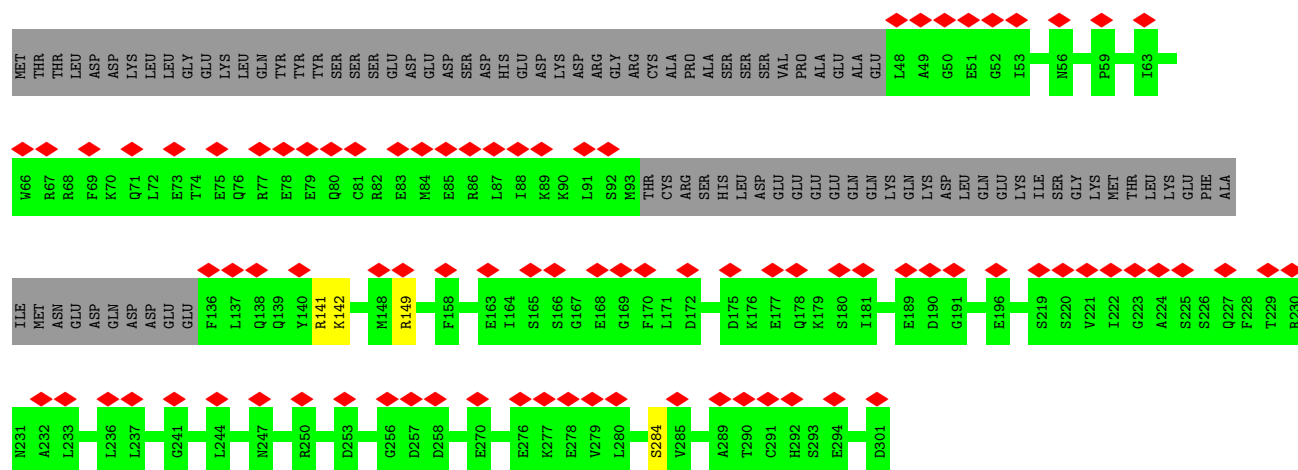 MET THR THR LEU ASP ASP LYS LEU LEU GLY GLU LYS LEU GLN TYR TYR TYR SER SER SER GLU ASP GLU ASP SER ASP HIS GLU ASP LYS ASP ARG GLY ARG CYS ALA PRO ALA SER SER SER VAL PRO ALA GLU ALA GLU L48 A49 G50 E51 G52 I53 N56 P59 I63
W66 R67 R68 F69 K70 Q71 L72 E73 T74 E75 Q76 R77 E78 E79 Q80 C81 R82 E83 M84 E85 R86 L87 I88 K89 K90 L91 S92 M93 THR CYS ARG SER HIS LEU ASP GLU GLU GLU GLU GLN GLN LYS GLN LYS ASP LEU GLN GLU LYS ILE SER GLY LYS MET THR LEU LYS GLU PHE ALA
ILE MET ASN GLU ASP GLN ASP ASP GLU GLU F136 L137 Q138 Q139 Y140 R141 K142 M148 R149 F158 E163 I164 S165 S166 G167 E168 G169 F170 L171 D172 D175 K176 E177 Q178 K179 S180 I181 E189 D190 G191 E196 S219 S220 V221 I222 G223 A224 S225 S226 Q227 F228 T229 R230
N231 A232 L233 L236 L237 G241 L244 N247 R250 D253 G256 D257 D258 E270 E276 K277 E278 V279 L280 S284 V285 A289 T290 C291 H292 S293 E294 D301